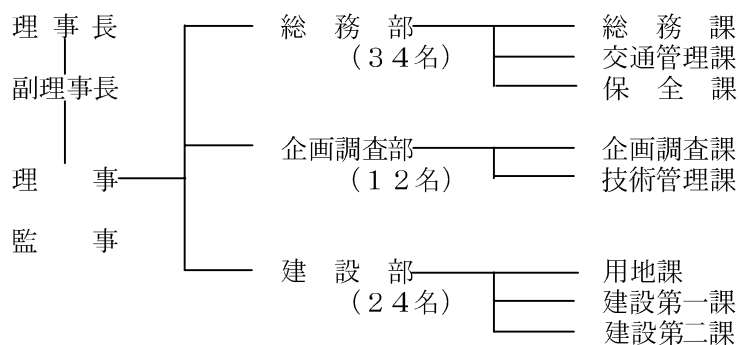 理事長 総務部 総務課
(34名) 交通管理課
副理事長 保全課
企画調査部 企画調査課
理事 (12名) 技術管理課
監事
建設部 用地課
(24名) 建設第一課
建設第二課